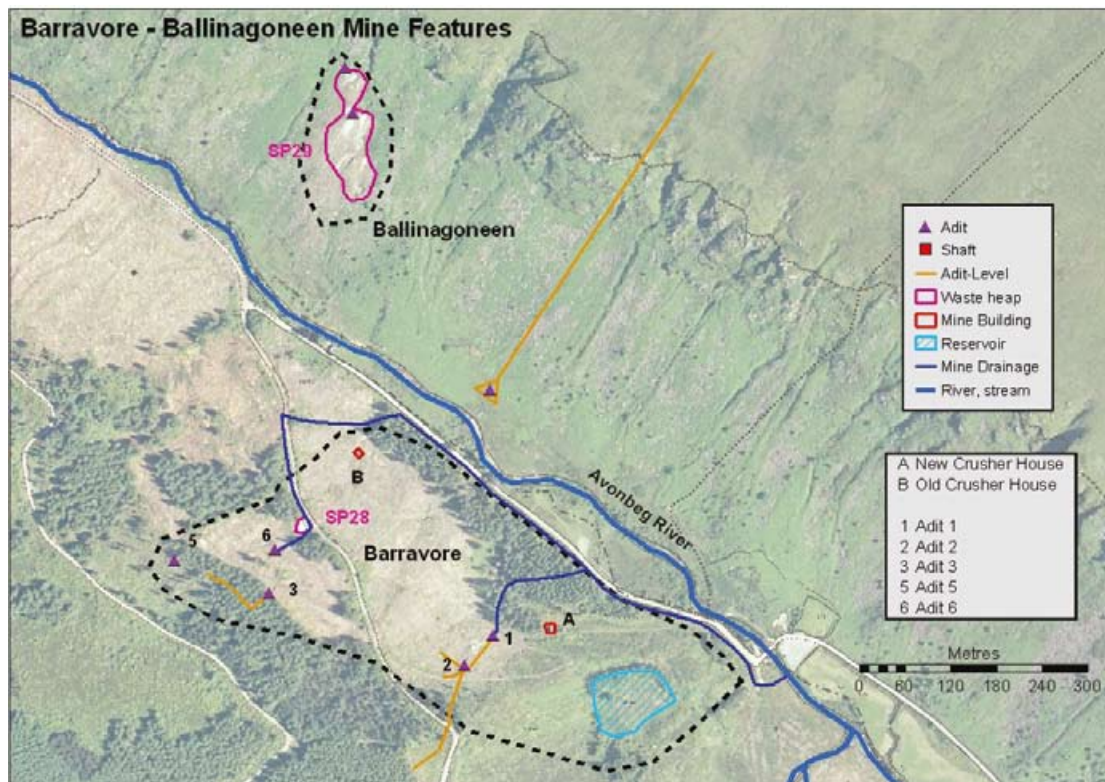 Barravore - Ballinagoneen Mine Features
SP29
Ballinagoneen
Adit
Shaft
Adit-Level
Waste heap
Mine Building
Reservoir
Mine Drainage
River, stream
A New Crusher House
B Old Crusher House
1 Adit 1
2 Adit 2
3 Adit 3
5 Adit 5
6 Adit 6
B
Avonbeg River
SP28
6
5
Barravore
3
A
1
2
Metres
0 60 120 180 240 300